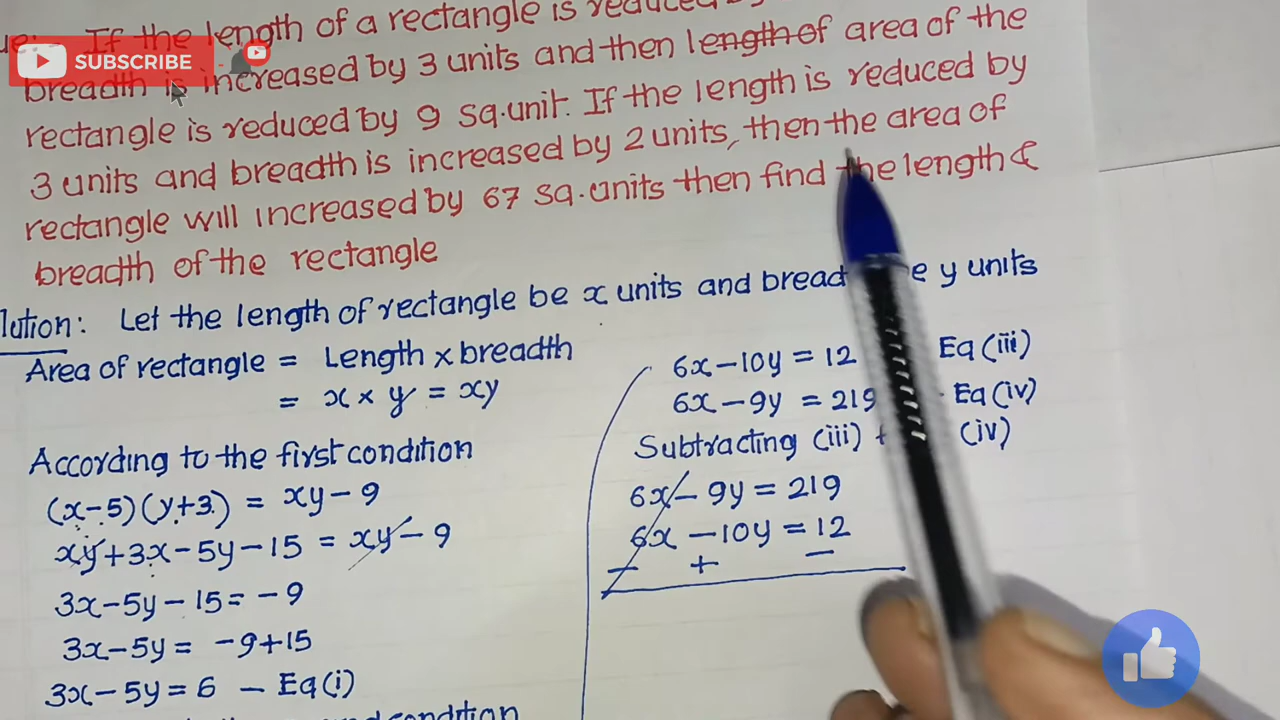 If the length of a rectangle is reduced by
SUBSCRIBE
breadth is increased by 3 units and then length of area of the
rectangle is reduced by 9 sq.unit. If the length is reduced by
3 units and breadth is increased by 2 units, then the area of
rectangle will increased by 67 sq.units then find the length &
breadth of the rectangle
lution: Let the length of rectangle be x units and bread e y units
Area of rectangle = Length x breadth
= x × y = xy
According to the first condition
(x-5)(y+3) = xy-9
xy+3x-5y-15 = xy-9
3x-5y-15 = -9
3x-5y = -9+15
3x-5y = 6 - Eq(i)
condition
6x-10y = 12 Eq(iii)
6x-9y = 219 Eq(iv)
Subtracting (iii) (iv)
6x-9y = 219
6x-10y = 12
- + -